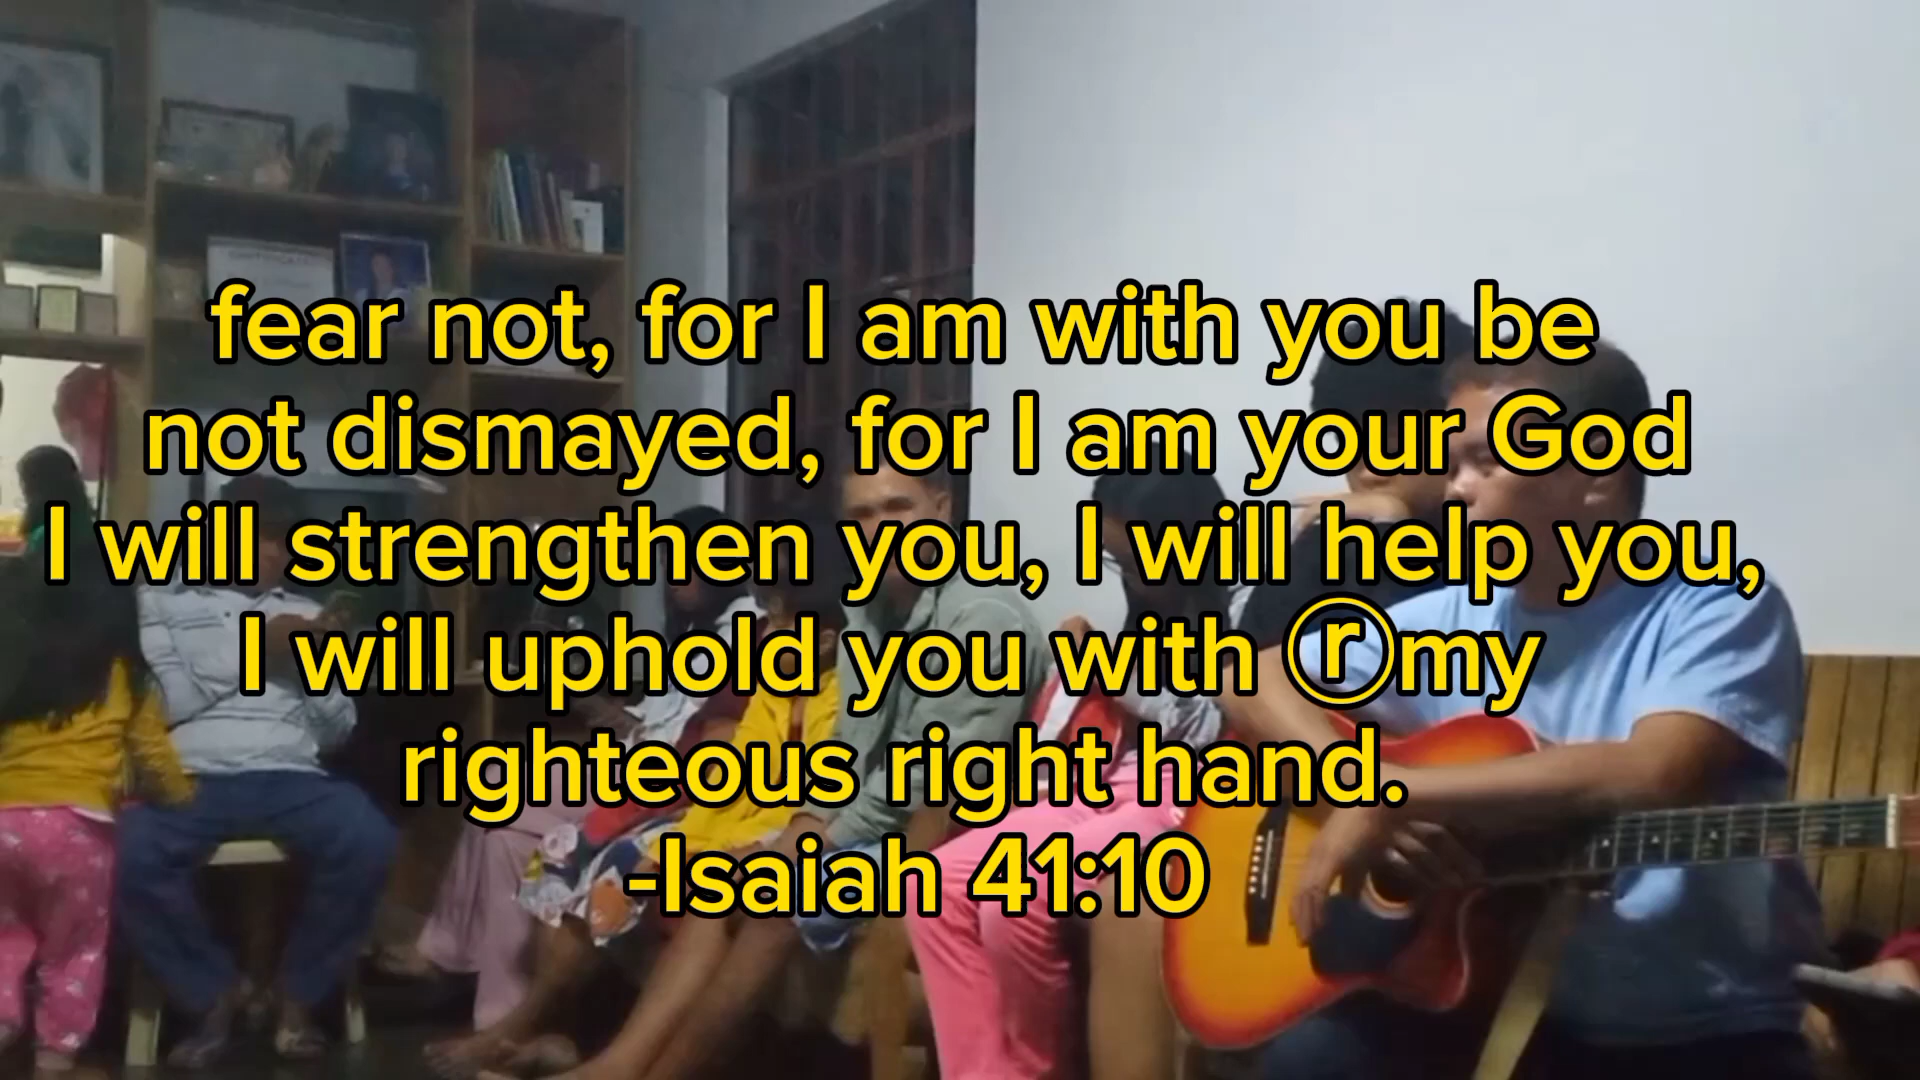 fear not, for I am with you be
not dismayed, for I am your God
I will strengthen you, I will help you,
I will uphold you with ⓡmy
righteous right hand.
-Isaiah 41:10